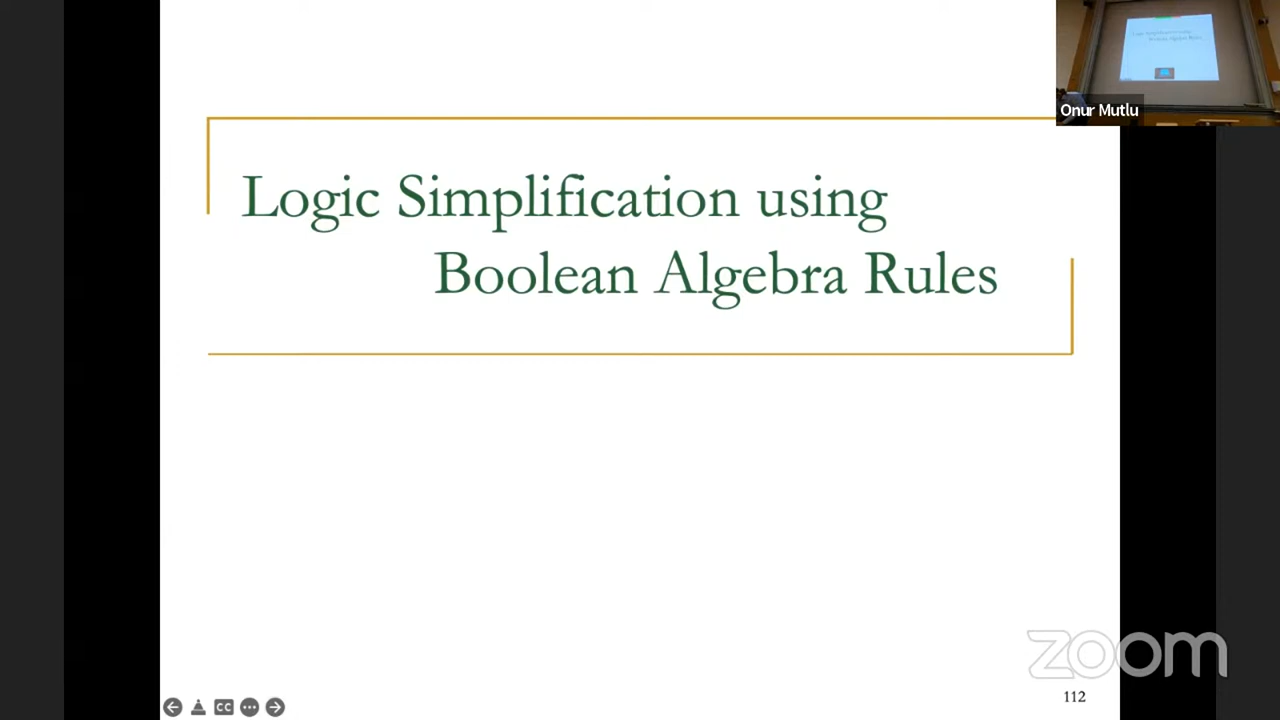 Logic Simplification using
Boolean Algebra Rules
Onur Mutlu
CC
zoom
112